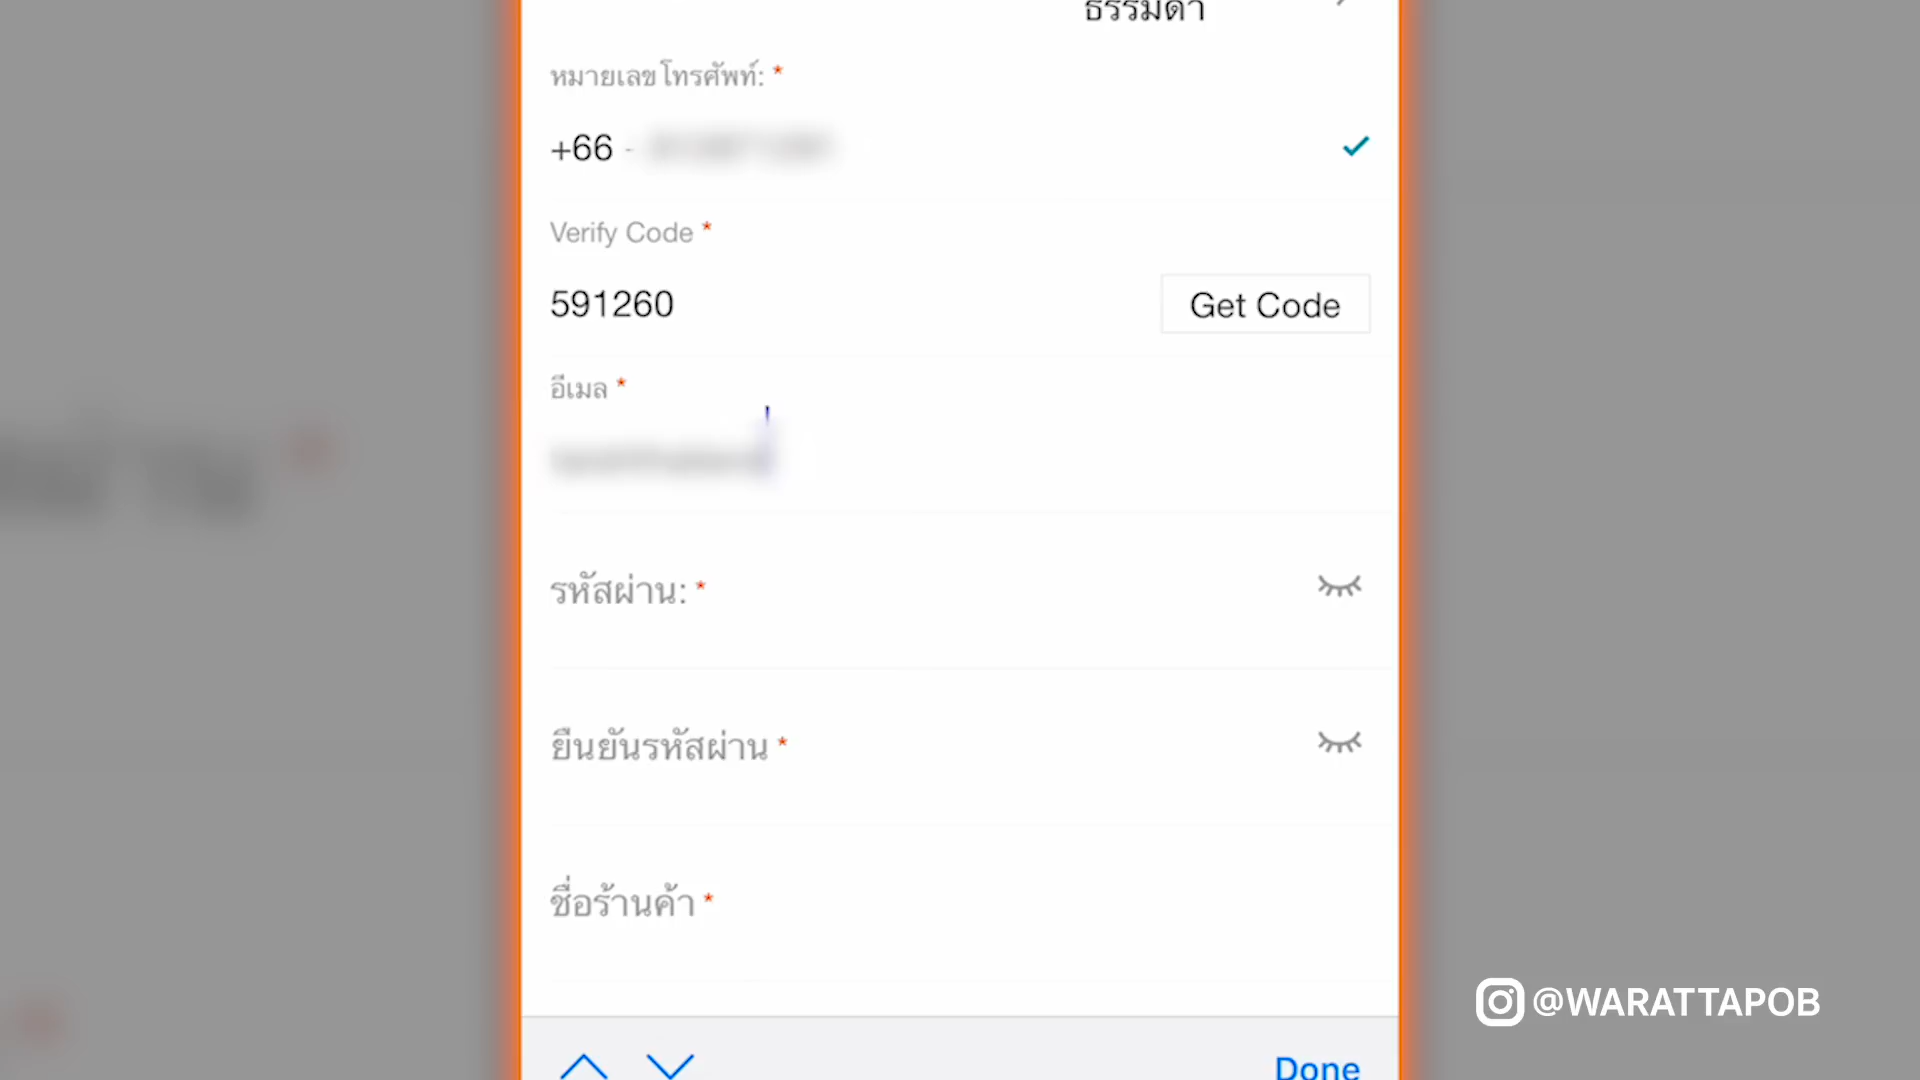 ธรรมดา
หมายเลขโทรศัพท์: *
+66 -
Verify Code *
591260
Get Code
อีเมล *
รหัสผ่าน: *
ยืนยันรหัสผ่าน *
ชื่อร้านค้า *
@WARATTAPOB
Done